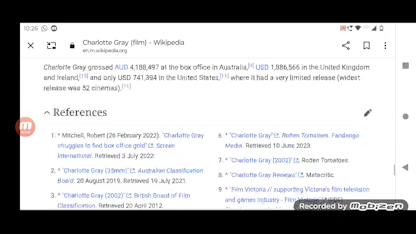 10:26
Charlotte Gray (film) - Wikipedia
en.m.wikipedia.org
Charlotte Gray grossed AUD 4,188,497 at the box office in Australia, USD 1,886,566 in the United Kingdom
and Ireland, and only USD 741,394 in the United States, where it had a very limited release (widest
release was 52 cinemas).
References
1. ^ Mitchell, Robert (26 February 2022). "Charlotte Gray
struggles to find box office gold". Screen
International. Retrieved 3 July 2022.
2. ^ "Charlotte Gray (35mm)". Australian Classification
Board. 20 August 2019. Retrieved 19 July 2021.
3. ^ "Charlotte Gray (2002)". British Board of Film
Classification. Retrieved 20 April 2012.
6. ^ "Charlotte Gray". Rotten Tomatoes. Fandango
Media. Retrieved 10 June 2023.
7. ^ Gray (2002). Rotten Tomatoes.
8. ^ Charlotte Gray Reviews. Metacritic.
9. ^ "Film Victoria // supporting Victoria's film television
and games industry - Film Victoria"
Recorded by MOBIZEN